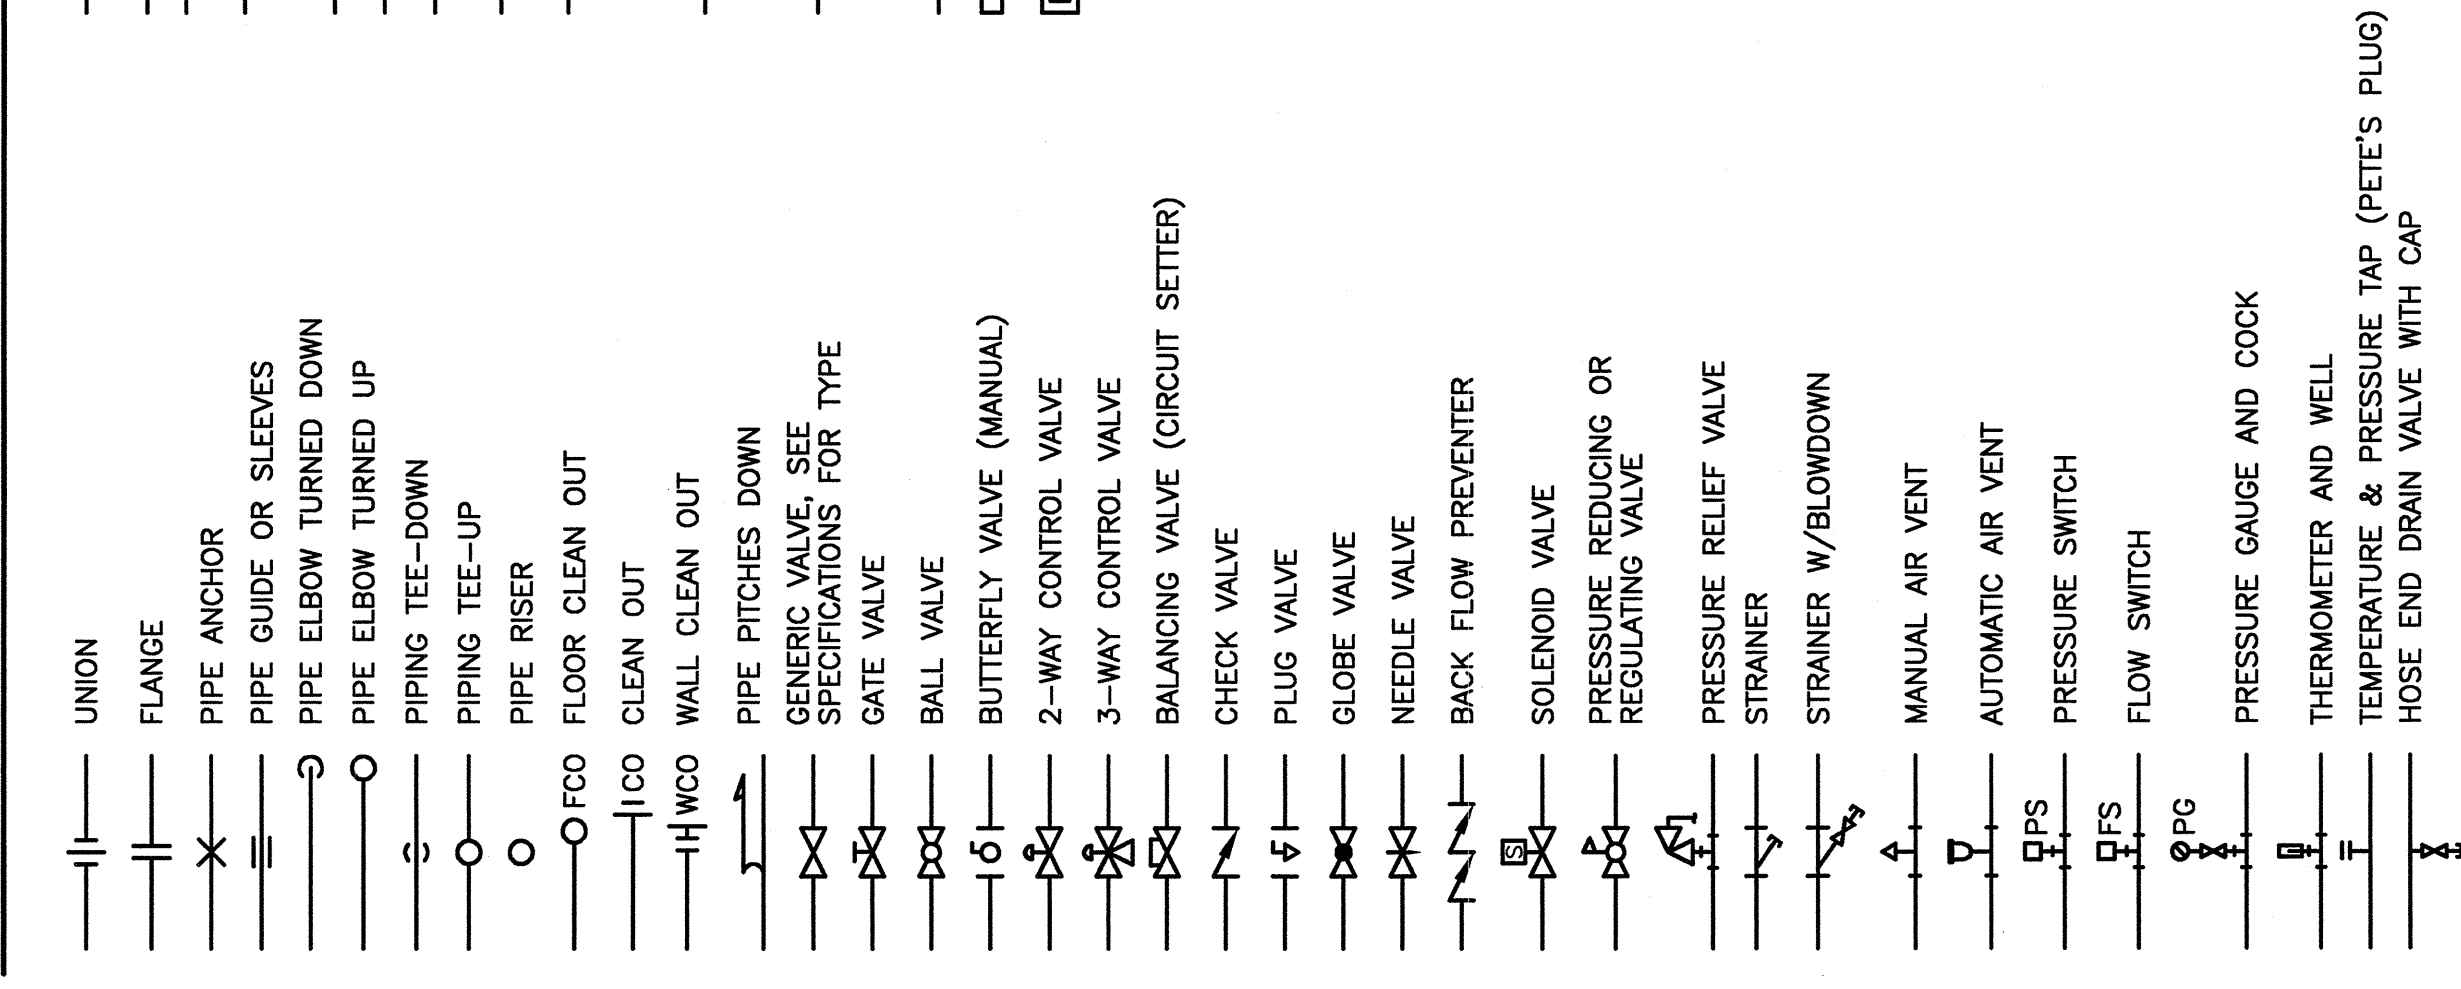 UNION
FLANGE
PIPE ANCHOR
PIPE GUIDE OR SLEEVES
PIPE ELBOW TURNED DOWN
PIPE ELBOW TURNED UP
PIPING TEE-DOWN
PIPING TEE-UP
PIPE RISER
FCO FLOOR CLEAN OUT
CO CLEAN OUT
WCO WALL CLEAN OUT
PIPE PITCHES DOWN
GENERIC VALVE, SEE
SPECIFICATIONS FOR TYPE
GATE VALVE
BALL VALVE
BUTTERFLY VALVE (MANUAL)
2-WAY CONTROL VALVE
3-WAY CONTROL VALVE
BALANCING VALVE (CIRCUIT SETTER)
CHECK VALVE
PLUG VALVE
GLOBE VALVE
NEEDLE VALVE
BACK FLOW PREVENTER
S SOLENOID VALVE
PRESSURE REDUCING OR
REGULATING VALVE
PRESSURE RELIEF VALVE
STRAINER
STRAINER W/BLOWDOWN
MANUAL AIR VENT
AUTOMATIC AIR VENT
PS PRESSURE SWITCH
FS FLOW SWITCH
PG PRESSURE GAUGE AND COCK
THERMOMETER AND WELL
TEMPERATURE & PRESSURE TAP (PETE'S PLUG)
HOSE END DRAIN VALVE WITH CAP